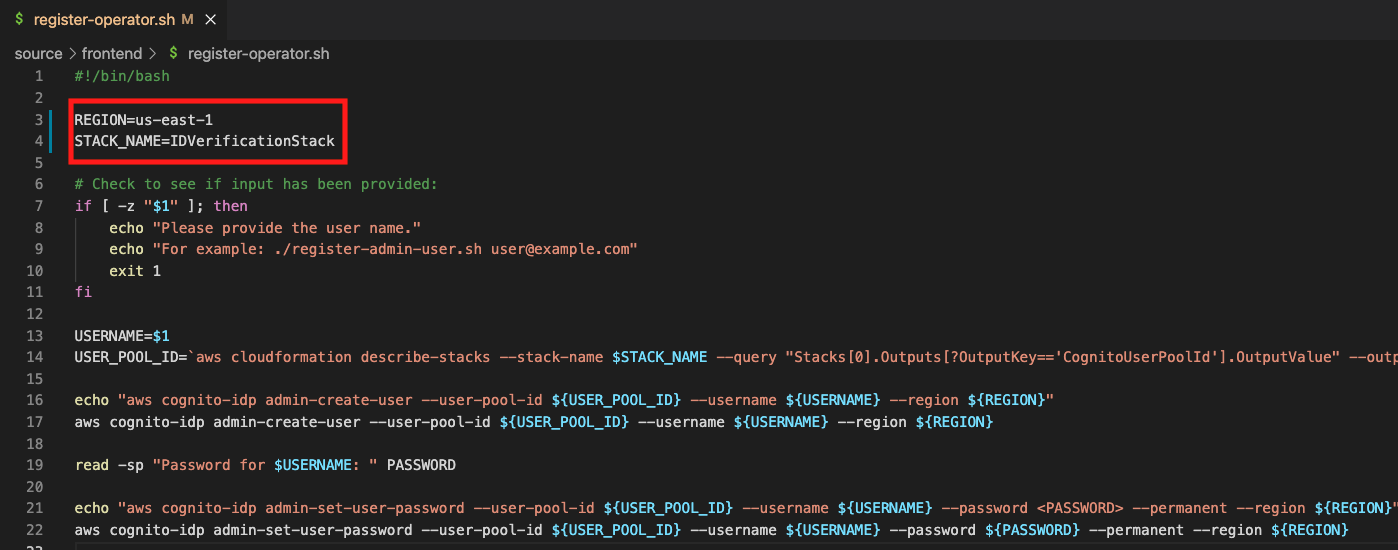 $ register-operator.sh M ×
source > frontend > $ register-operator.sh
1 #!/bin/bash
2
3 REGION=us-east-1
4 STACK_NAME=IDVerificationStack
5
6 # Check to see if input has been provided:
7 if [ -z "$1" ]; then
8 echo "Please provide the user name."
9 echo "For example: ./register-admin-user.sh user@example.com"
10 exit 1
11 fi
12
13 USERNAME=$1
14 USER_POOL_ID=`aws cloudformation describe-stacks --stack-name $STACK_NAME --query "Stacks[0].Outputs[?OutputKey=='CognitoUserPoolId'].OutputValue" --outp
15
16 echo "aws cognito-idp admin-create-user --user-pool-id ${USER_POOL_ID} --username ${USERNAME} --region ${REGION}"
17 aws cognito-idp admin-create-user --user-pool-id ${USER_POOL_ID} --username ${USERNAME} --region ${REGION}
18
19 read -sp "Password for $USERNAME: " PASSWORD
20
21 echo "aws cognito-idp admin-set-user-password --user-pool-id ${USER_POOL_ID} --username ${USERNAME} --password <PASSWORD> --permanent --region ${REGION}"
22 aws cognito-idp admin-set-user-password --user-pool-id ${USER_POOL_ID} --username ${USERNAME} --password ${PASSWORD} --permanent --region ${REGION}